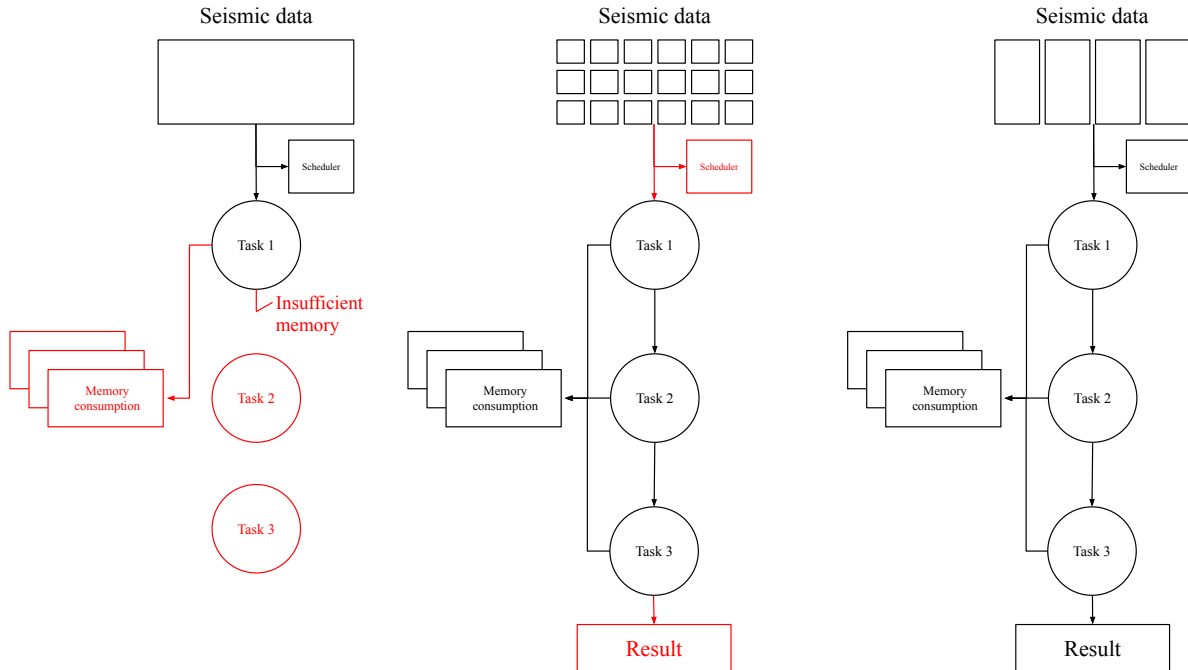 Seismic data
Scheduler
Task 1
Insufficient
memory
Memory
consumption
Task 2
Task 3
Seismic data
Scheduler
Task 1
Memory
consumption
Task 2
Task 3
Result
Seismic data
Scheduler
Task 1
Memory
consumption
Task 2
Task 3
Result